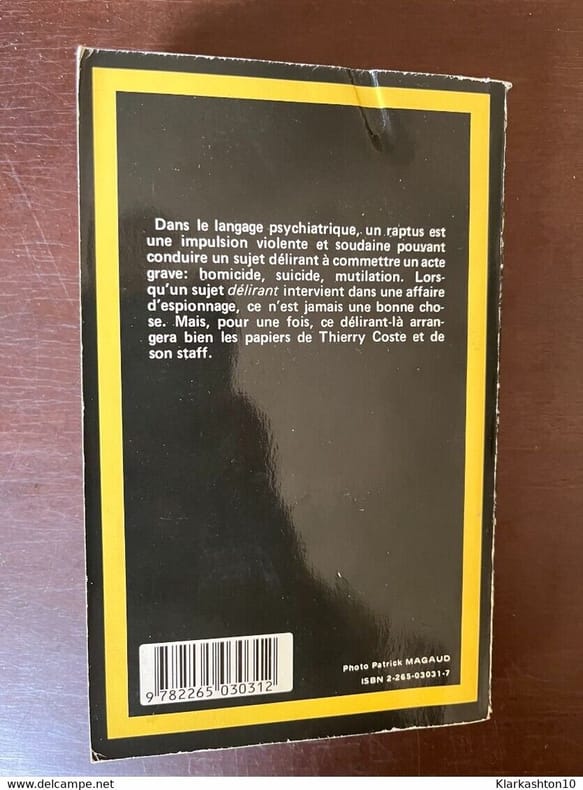 Dans le langage psychiatrique, un raptus est
une impulsion violente et soudaine pouvant
conduire un sujet délirant à commettre un acte
grave: homicide, suicide, mutilation. Lors-
qu'un sujet délirant intervient dans une affaire
d'espionnage, ce n'est jamais une bonne cho-
se. Mais, pour une fois, ce délirant-là arran-
gera bien les papiers de Thierry Coste et de
son staff.
9 782265 030312
Photo Patrick MAGAUD
ISBN 2-265-03031-7
www.delcampe.net
Klarkashton10